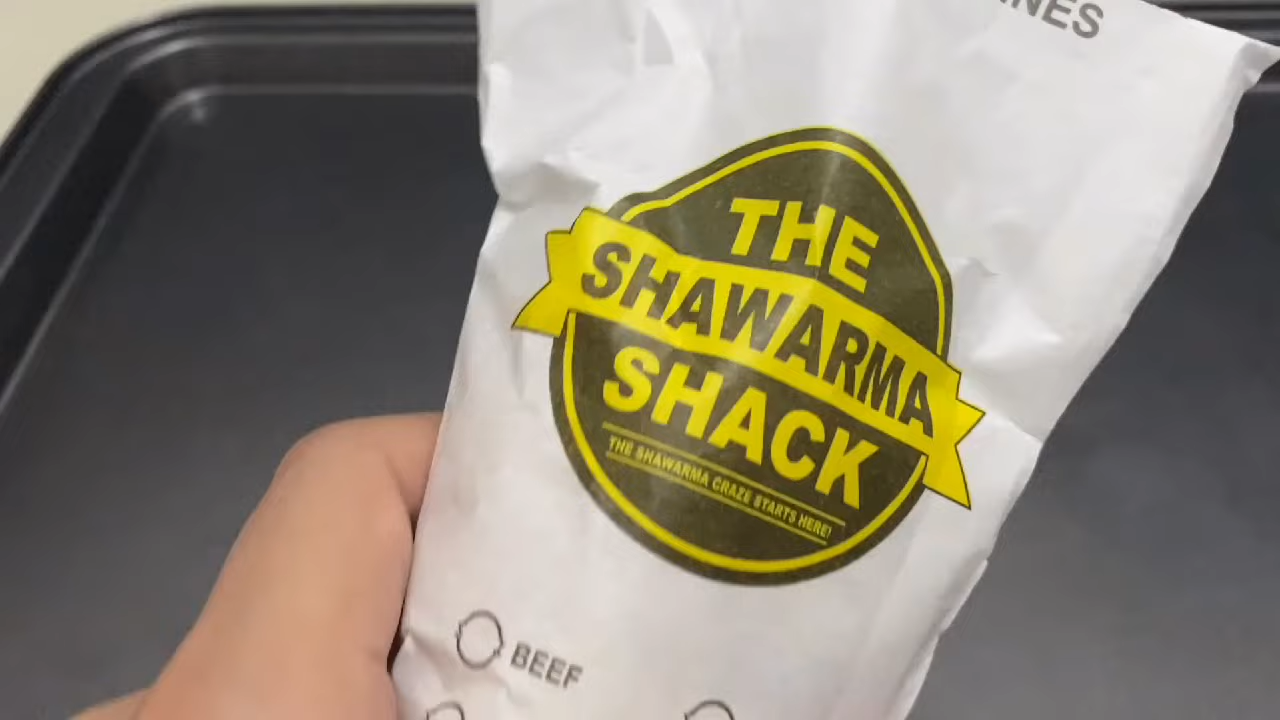 THE
SHAWARMA
SHACK
THE SHAWARMA CRAZE STARTS HERE!
BEEF